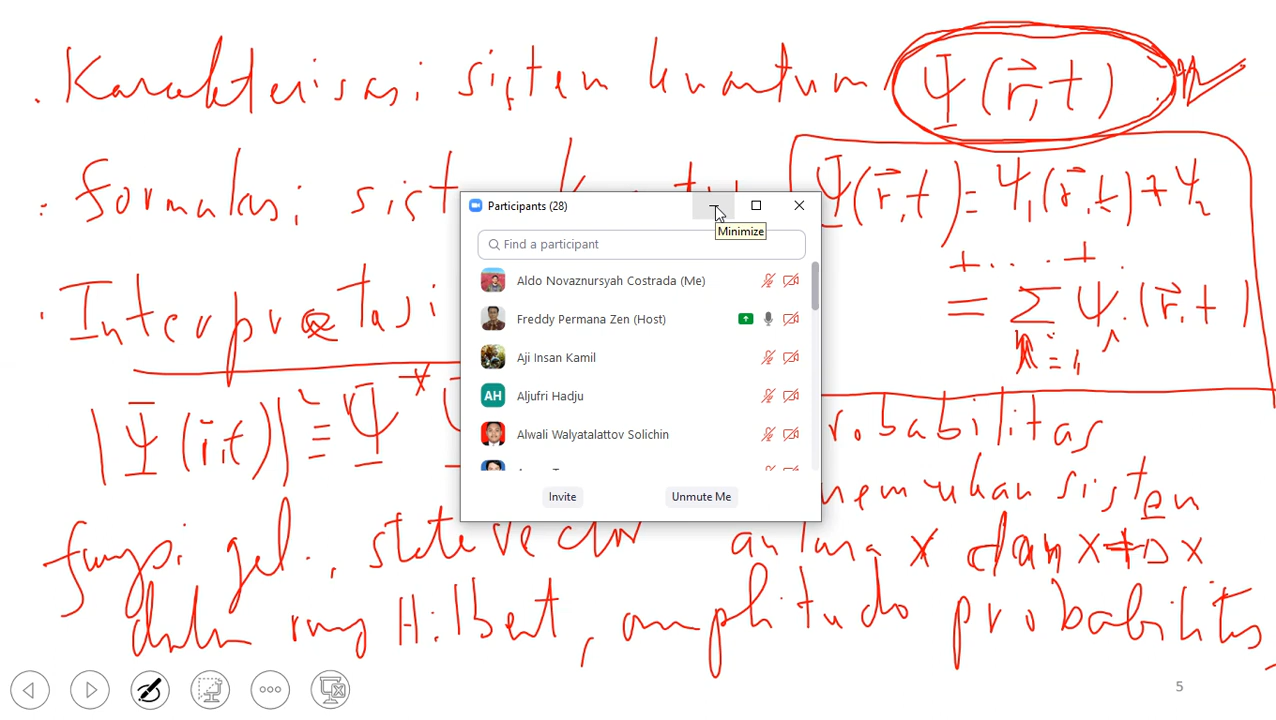 . Karakterisasi sistem kuantum Ψ(r⃗,t)
. formulasi sist
Ψ(r⃗,t) = Ψ₁(r⃗,t) + Ψ₂
+ ... +
= Σ Ψᵢ(r⃗,t)
i=1
. Interpretasi
|Ψ(r⃗,t)|² = Ψ*
robabilitas
nemukan sistem
antara x dan x+Δx
fungsi gel, state vec
dalam ruang Hilbert, amplitudo probabilitas,
Participants (28)
Minimize
Find a participant
Aldo Novaznursyah Costrada (Me)
Freddy Permana Zen (Host)
Aji Insan Kamil
AH Aljufri Hadju
Alwali Walyatalattov Solichin
Invite Unmute Me
5